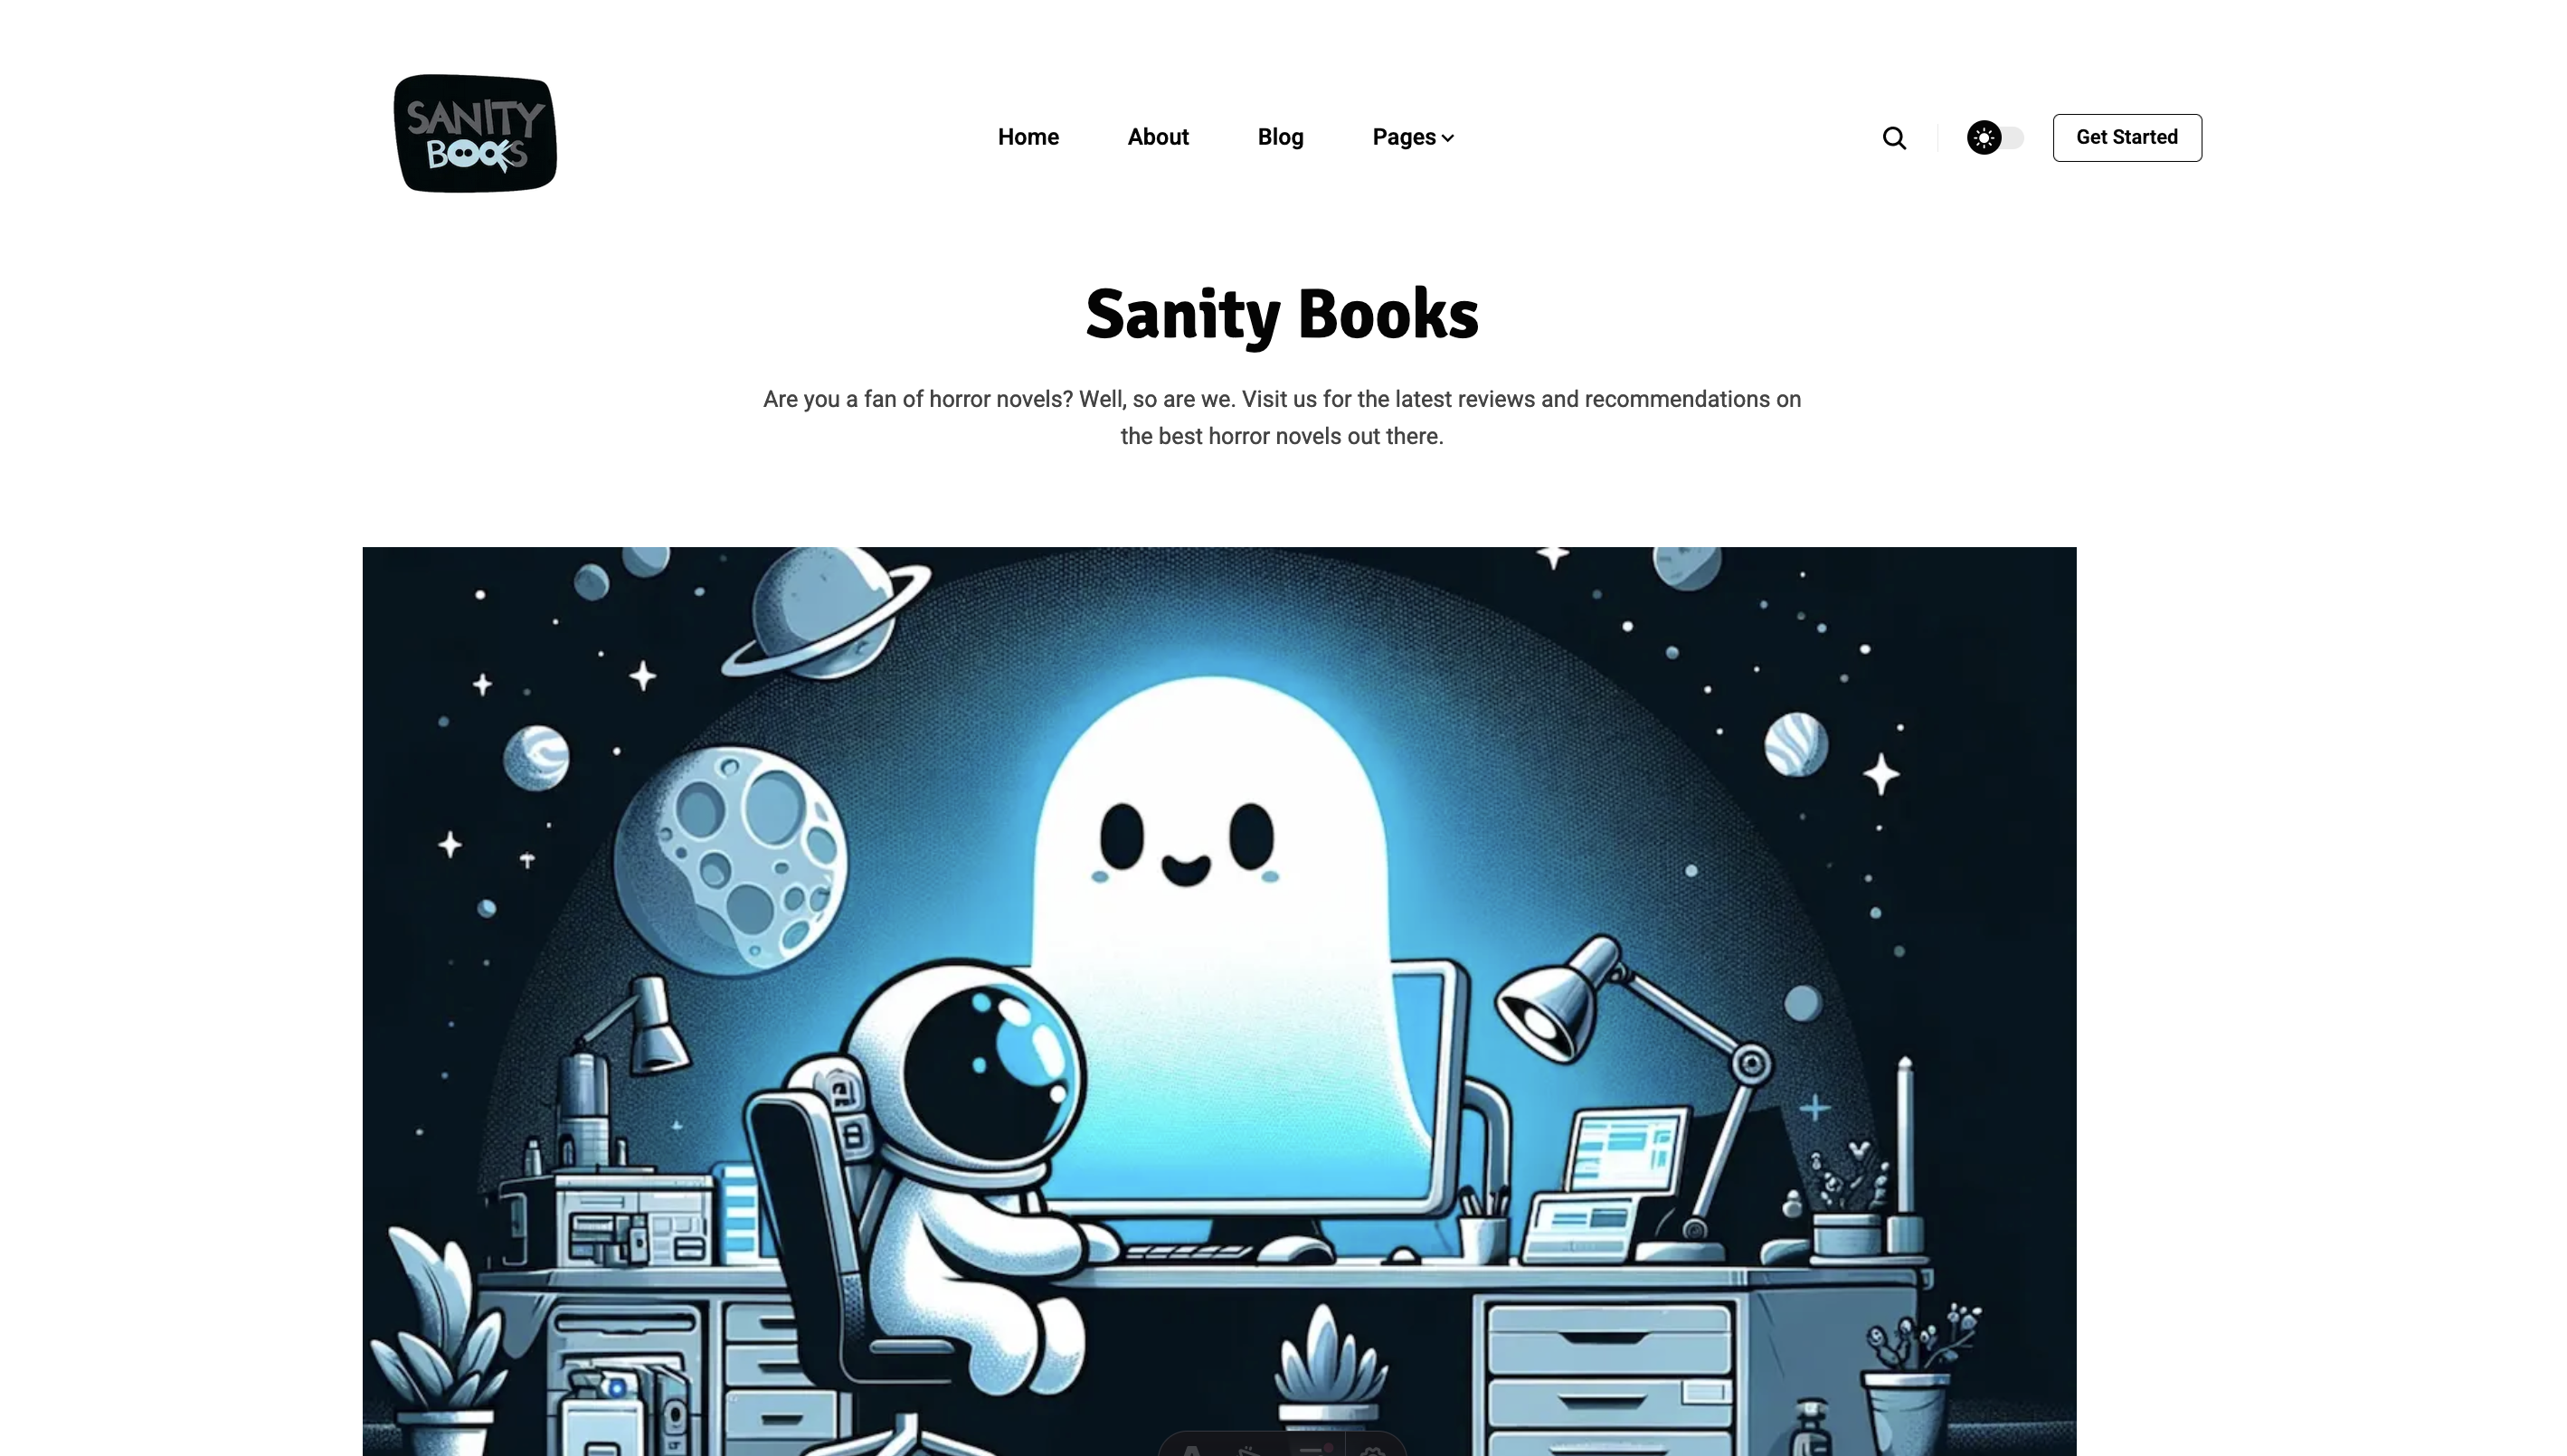 SANITY
BOOKS
Home
About
Blog
Pages
Get Started
Sanity Books
Are you a fan of horror novels? Well, so are we. Visit us for the latest reviews and recommendations on
the best horror novels out there.